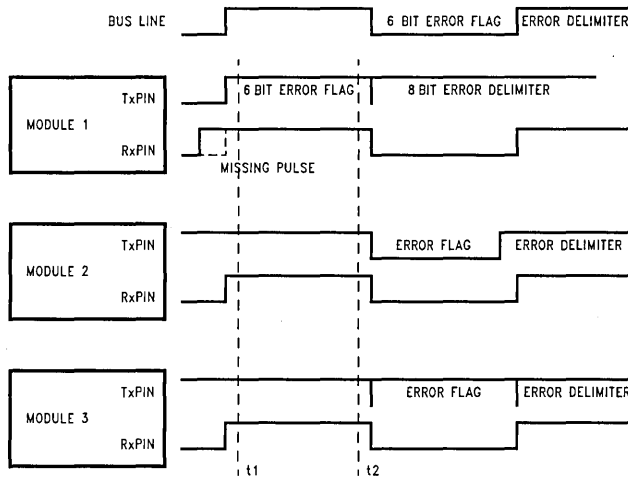 BUS LINE
6 BIT ERROR FLAG
ERROR DELIMITER
MODULE 1
TxPIN
6 BIT ERROR FLAG
8 BIT ERROR DELIMITER
RxPIN
MISSING PULSE
MODULE 2
TxPIN
ERROR FLAG
ERROR DELIMITER
RxPIN
MODULE 3
TxPIN
ERROR FLAG
ERROR DELIMITER
RxPIN
t1
t2